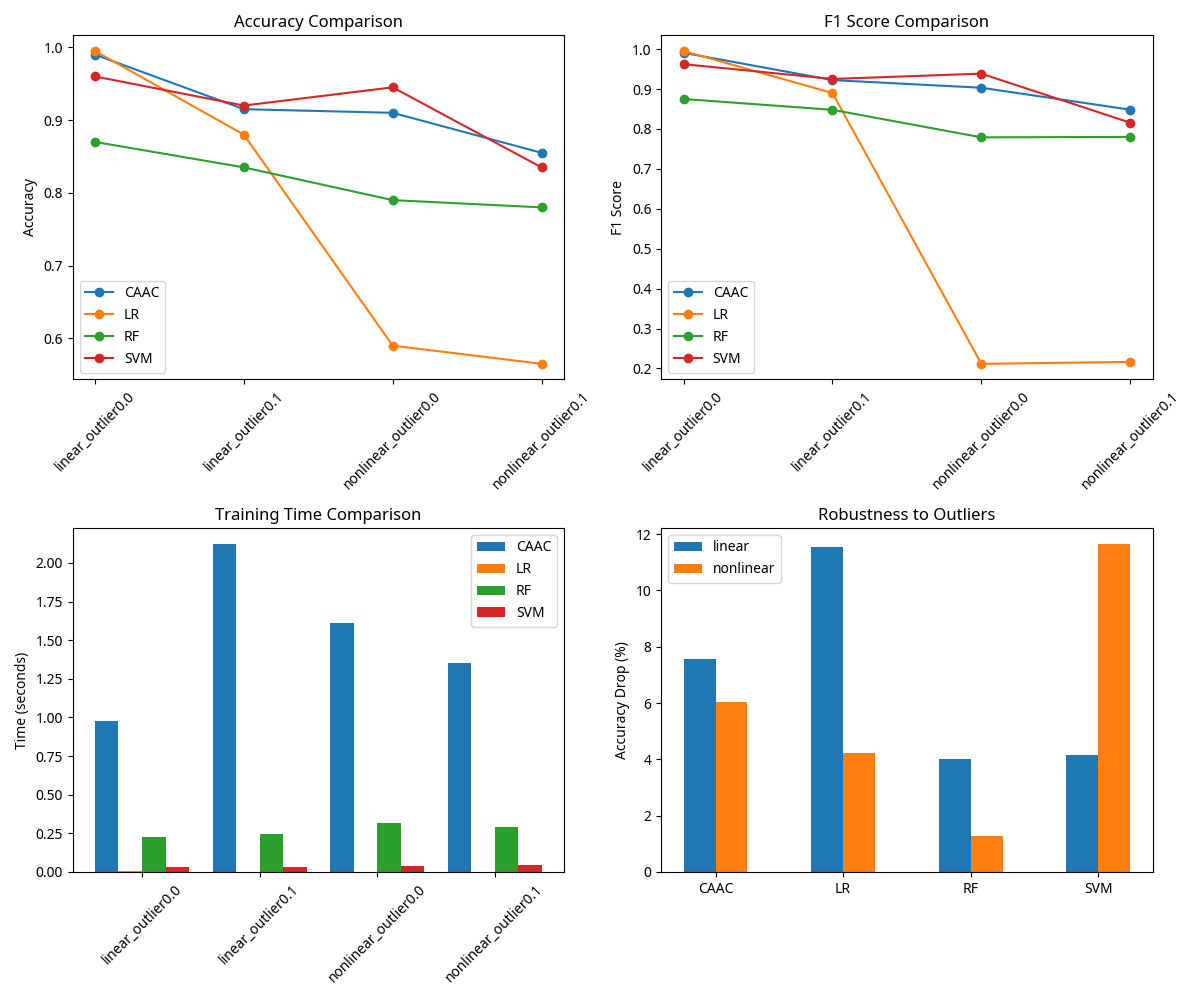 Accuracy Comparison
Accuracy
1.0
0.9
0.8
0.7
0.6
CAAC
LR
RF
SVM
linear_outlier0.0
linear_outlier0.1
nonlinear_outlier0.0
nonlinear_outlier0.1
F1 Score Comparison
F1 Score
1.0
0.9
0.8
0.7
0.6
0.5
0.4
0.3
0.2
CAAC
LR
RF
SVM
linear_outlier0.0
linear_outlier0.1
nonlinear_outlier0.0
nonlinear_outlier0.1
Training Time Comparison
Time (seconds)
2.00
1.75
1.50
1.25
1.00
0.75
0.50
0.25
0.00
CAAC
LR
RF
SVM
linear_outlier0.0
linear_outlier0.1
nonlinear_outlier0.0
nonlinear_outlier0.1
Robustness to Outliers
Accuracy Drop (%)
12
10
8
6
4
2
0
linear
nonlinear
CAAC
LR
RF
SVM